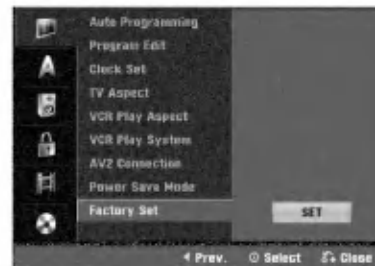 Auto Programming
Program Edit
Clock Set
TV Aspect
VCR Play Aspect
VCR Play System
AV2 Connection
Power Save Mode
Factory Set SET
Prev. Select Close